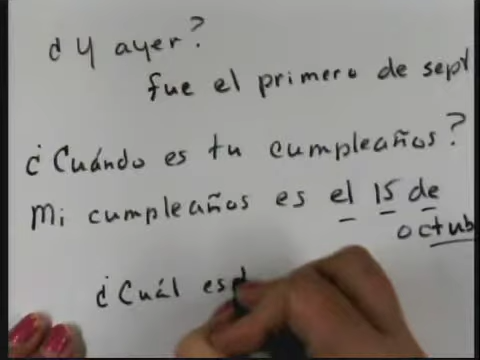 ¿Y ayer?
fue el primero de sept
¿Cuándo es tu cumpleaños?
Mi cumpleaños es el 15 de
octub
¿Cuál es